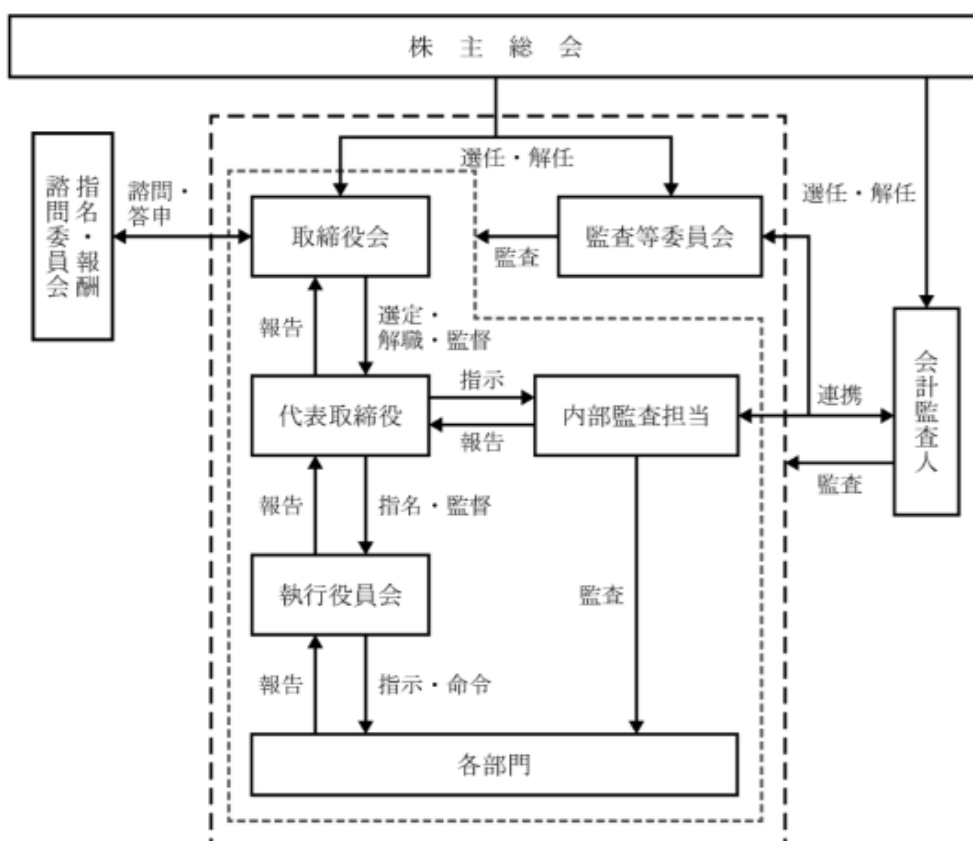 株主総会
選任・解任
指名・報酬
諮問委員会
諮問・
答申
取締役会
監査
監査等委員会
選任・解任
報告
選定・
解職・監督
代表取締役
指示
報告
内部監査担当
連携
会計監査人
監査
報告
指名・監督
執行役員会
監査
報告
指示・命令
各部門